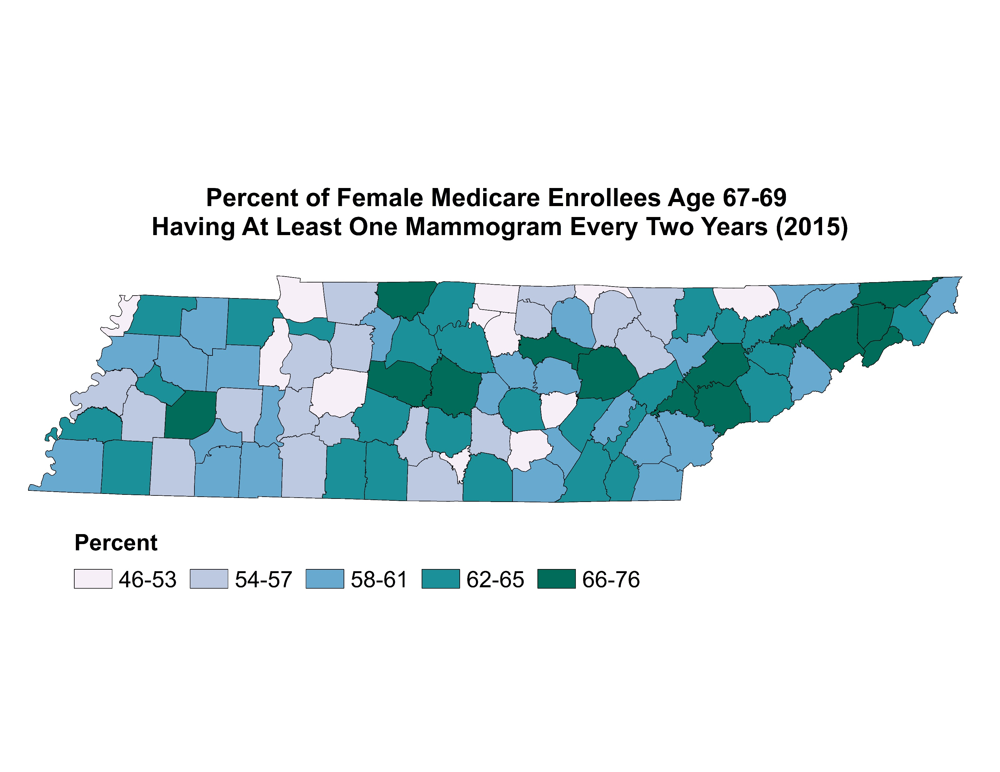 Percent of Female Medicare Enrollees Age 67-69
Having At Least One Mammogram Every Two Years (2015)
Percent
46-53 54-57 58-61 62-65 66-76